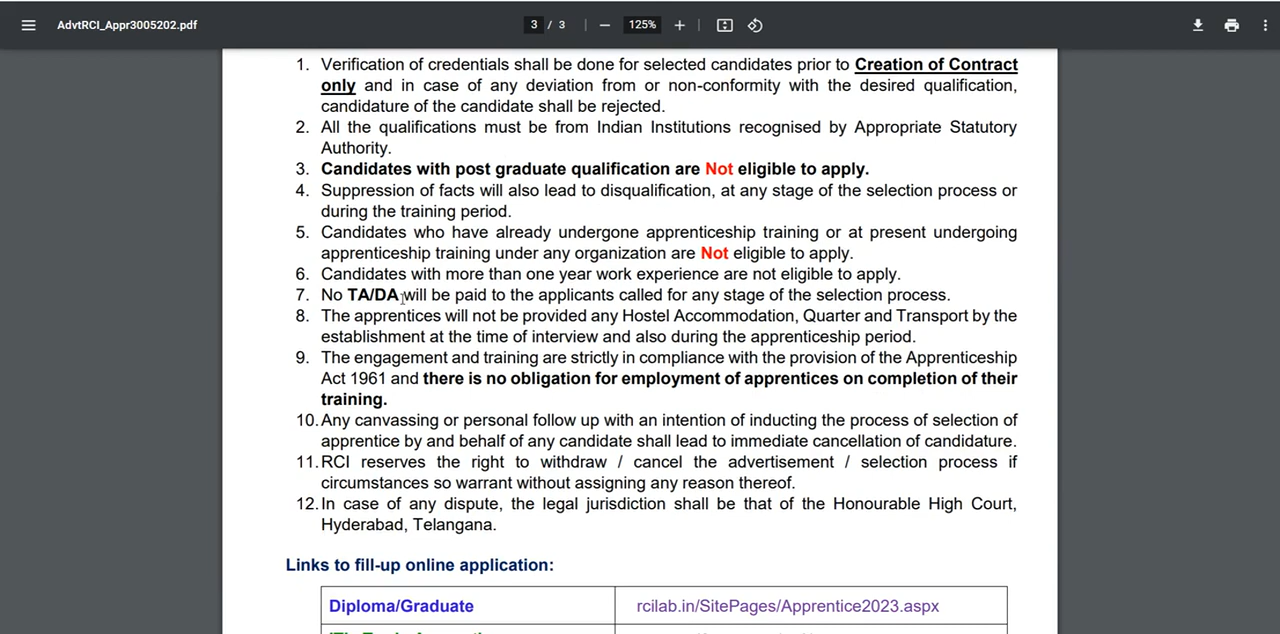 AdvtRCI_Appr3005202.pdf
3 / 3
125%
1. Verification of credentials shall be done for selected candidates prior to Creation of Contract
only and in case of any deviation from or non-conformity with the desired qualification,
candidature of the candidate shall be rejected.
2. All the qualifications must be from Indian Institutions recognised by Appropriate Statutory
Authority.
3. Candidates with post graduate qualification are Not eligible to apply.
4. Suppression of facts will also lead to disqualification, at any stage of the selection process or
during the training period.
5. Candidates who have already undergone apprenticeship training or at present undergoing
apprenticeship training under any organization are Not eligible to apply.
6. Candidates with more than one year work experience are not eligible to apply.
7. No TA/DA will be paid to the applicants called for any stage of the selection process.
8. The apprentices will not be provided any Hostel Accommodation, Quarter and Transport by the
establishment at the time of interview and also during the apprenticeship period.
9. The engagement and training are strictly in compliance with the provision of the Apprenticeship
Act 1961 and there is no obligation for employment of apprentices on completion of their
training.
10. Any canvassing or personal follow up with an intention of inducting the process of selection of
apprentice by and behalf of any candidate shall lead to immediate cancellation of candidature.
11. RCI reserves the right to withdraw / cancel the advertisement / selection process if
circumstances so warrant without assigning any reason thereof.
12. In case of any dispute, the legal jurisdiction shall be that of the Honourable High Court,
Hyderabad, Telangana.
Links to fill-up online application:
Diploma/Graduate
rcilab.in/SitePages/Apprentice2023.aspx